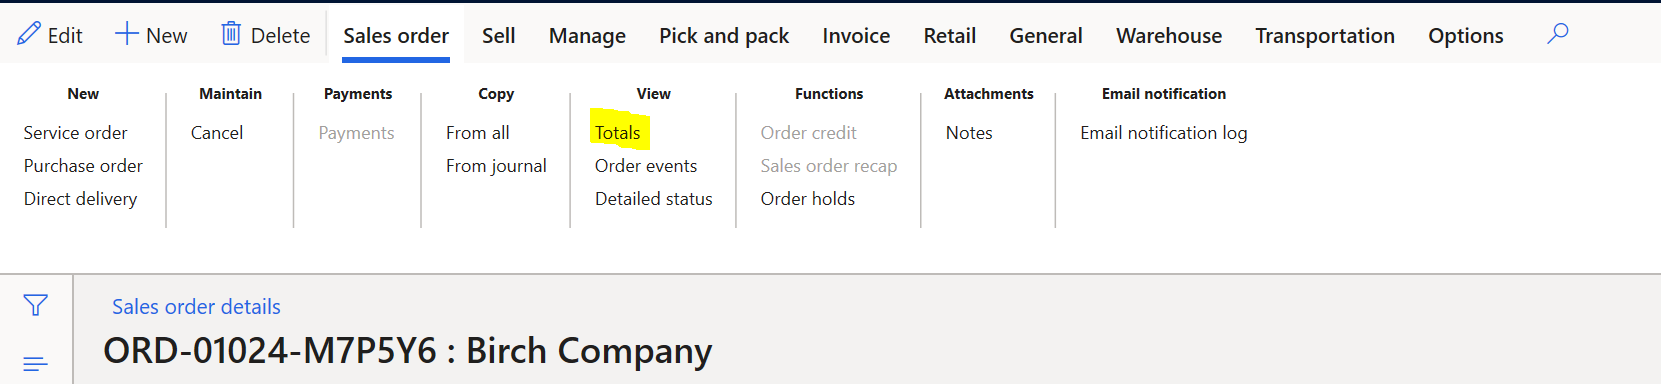 Edit New Delete Sales order Sell Manage Pick and pack Invoice Retail General Warehouse Transportation Options
New Maintain Payments Copy View Functions Attachments Email notification
Service order Cancel Payments From all Totals Order credit Notes Email notification log
Purchase order From journal Order events Sales order recap
Direct delivery Detailed status Order holds
Sales order details
ORD-01024-M7P5Y6 : Birch Company